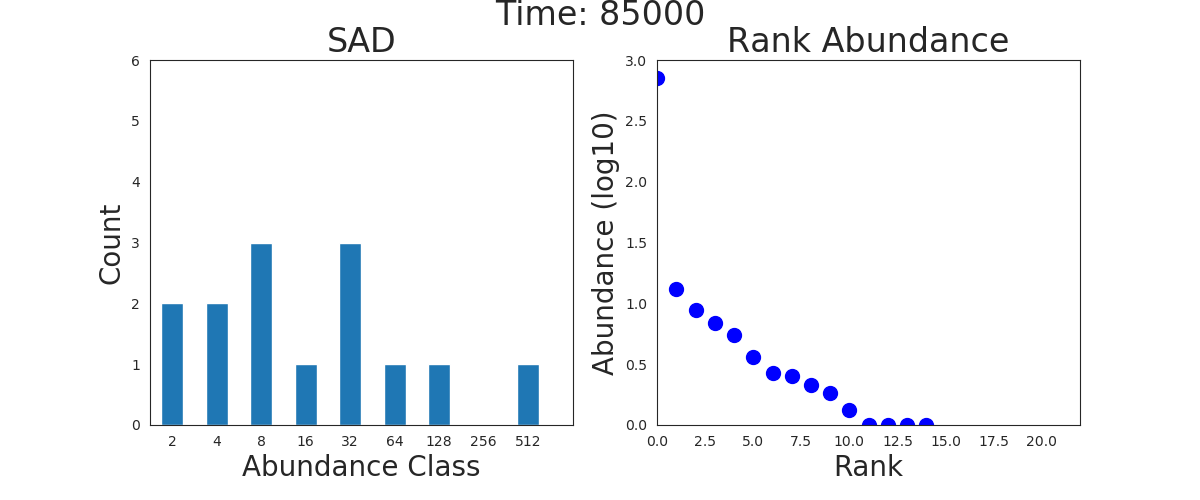 Time: 85000
SAD
6
5
4
3
2
1
0
Count
2 4 8 16 32 64 128 256 512
Abundance Class
Rank Abundance
3.0
2.5
2.0
1.5
1.0
0.5
0.0
Abundance (log10)
0.0 2.5 5.0 7.5 10.0 12.5 15.0 17.5 20.0
Rank